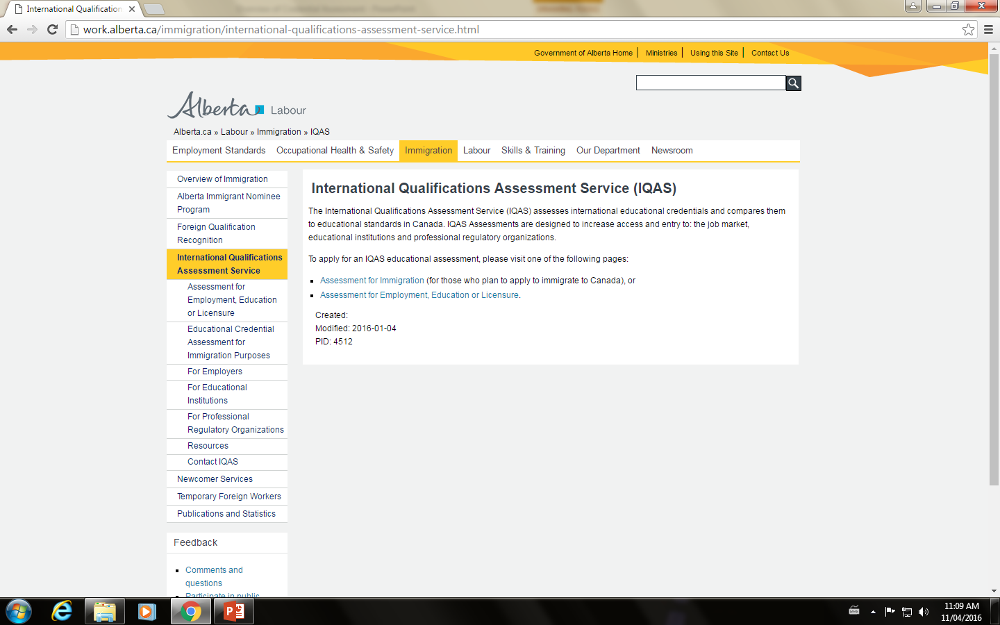 International Qualification
work.alberta.ca/immigration/international-qualifications-assessment-service.html
Government of Alberta Home | Ministries | Using this Site | Contact Us
Alberta Labour
Alberta.ca » Labour » Immigration » IQAS
Employment Standards Occupational Health & Safety Immigration Labour Skills & Training Our Department Newsroom
Overview of Immigration
Alberta Immigrant Nominee
Program
Foreign Qualification
Recognition
International Qualifications
Assessment Service
Assessment for
Employment, Education
or Licensure
Educational Credential
Assessment for
Immigration Purposes
For Employers
For Educational
Institutions
For Professional
Regulatory Organizations
Resources
Contact IQAS
Newcomer Services
Temporary Foreign Workers
Publications and Statistics
Feedback
Comments and
questions
Participate in public
International Qualifications Assessment Service (IQAS)
The International Qualifications Assessment Service (IQAS) assesses international educational credentials and compares them
to educational standards in Canada. IQAS Assessments are designed to increase access and entry to: the job market,
educational institutions and professional regulatory organizations.
To apply for an IQAS educational assessment, please visit one of the following pages:
Assessment for Immigration (for those who plan to apply to immigrate to Canada), or
Assessment for Employment, Education or Licensure.
Created:
Modified: 2016-01-04
PID: 4512
11:09 AM
11/04/2016